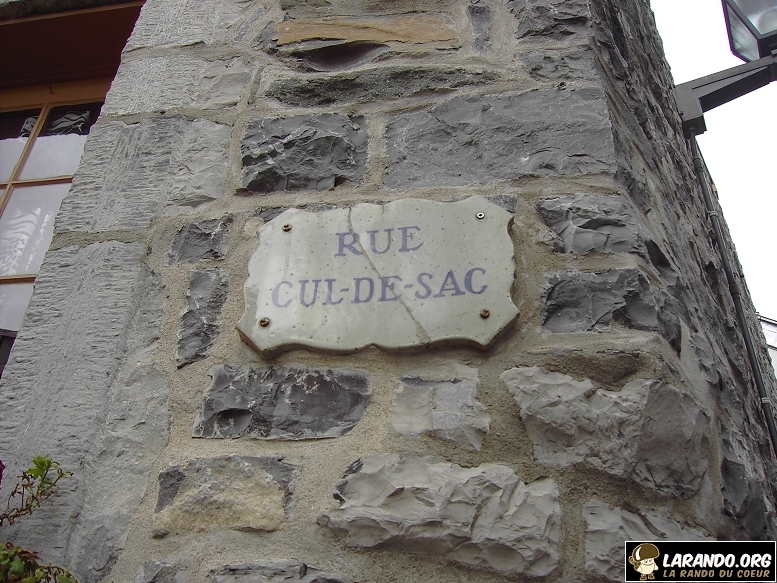 RUE
CUL-DE-SAC
LARANDO.ORG
LA RANDO DU COEUR